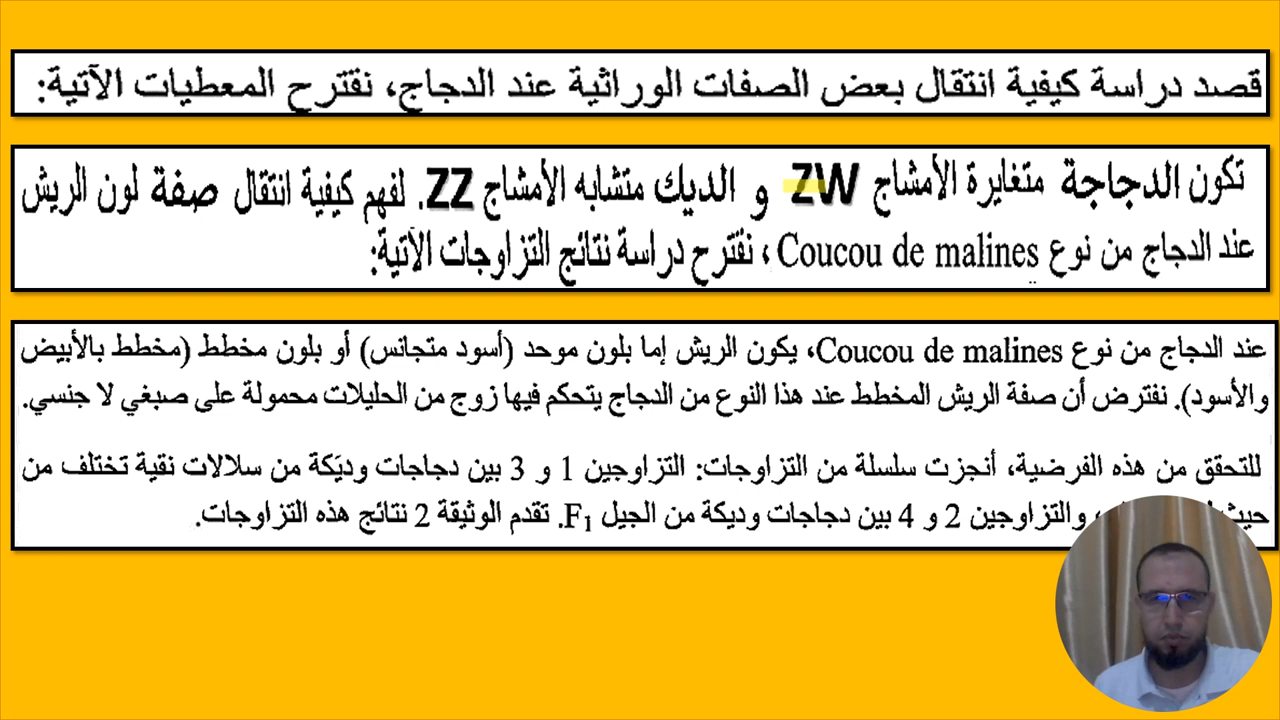 قصد دراسة كيفية انتقال بعض الصفات الوراثية عند الدجاج، نقترح المعطيات الآتية:
تكون الدجاجة متغايرة الأمشاج ZW و الديك متشابه الأمشاج ZZ. لفهم كيفية انتقال صفة لون الريش
عند الدجاج من نوع Coucou de malines، نقترح دراسة نتائج التزاوجات الآتية:
عند الدجاج من نوع Coucou de malines، يكون الريش إما بلون موحد (أسود متجانس) أو بلون مخطط (مخطط بالأبيض
والأسود). نفترض أن صفة الريش المخطط عند هذا النوع من الدجاج يتحكم فيها زوج من الحليلات محمولة على صبغي لا جنسي.
للتحقق من هذه الفرضية، أنجزت سلسلة من التزاوجات: التزاوجين 1 و 3 بين دجاجات وديَكة من سلالات نقية تختلف من
حيث والتزاوجين 2 و 4 بين دجاجات وديكة من الجيل F₁. تقدم الوثيقة 2 نتائج هذه التزاوجات.